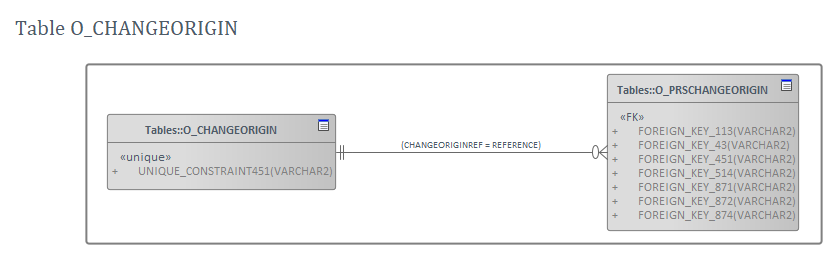 Table O_CHANGEORIGIN
Tables::O_CHANGEORIGIN
«unique»
+ UNIQUE_CONSTRAINT451(VARCHAR2)
(CHANGEORIGINREF = REFERENCE)
Tables::O_PRSCHANGEORIGIN
«FK»
+ FOREIGN_KEY_113(VARCHAR2)
+ FOREIGN_KEY_43(VARCHAR2)
+ FOREIGN_KEY_451(VARCHAR2)
+ FOREIGN_KEY_514(VARCHAR2)
+ FOREIGN_KEY_871(VARCHAR2)
+ FOREIGN_KEY_872(VARCHAR2)
+ FOREIGN_KEY_874(VARCHAR2)